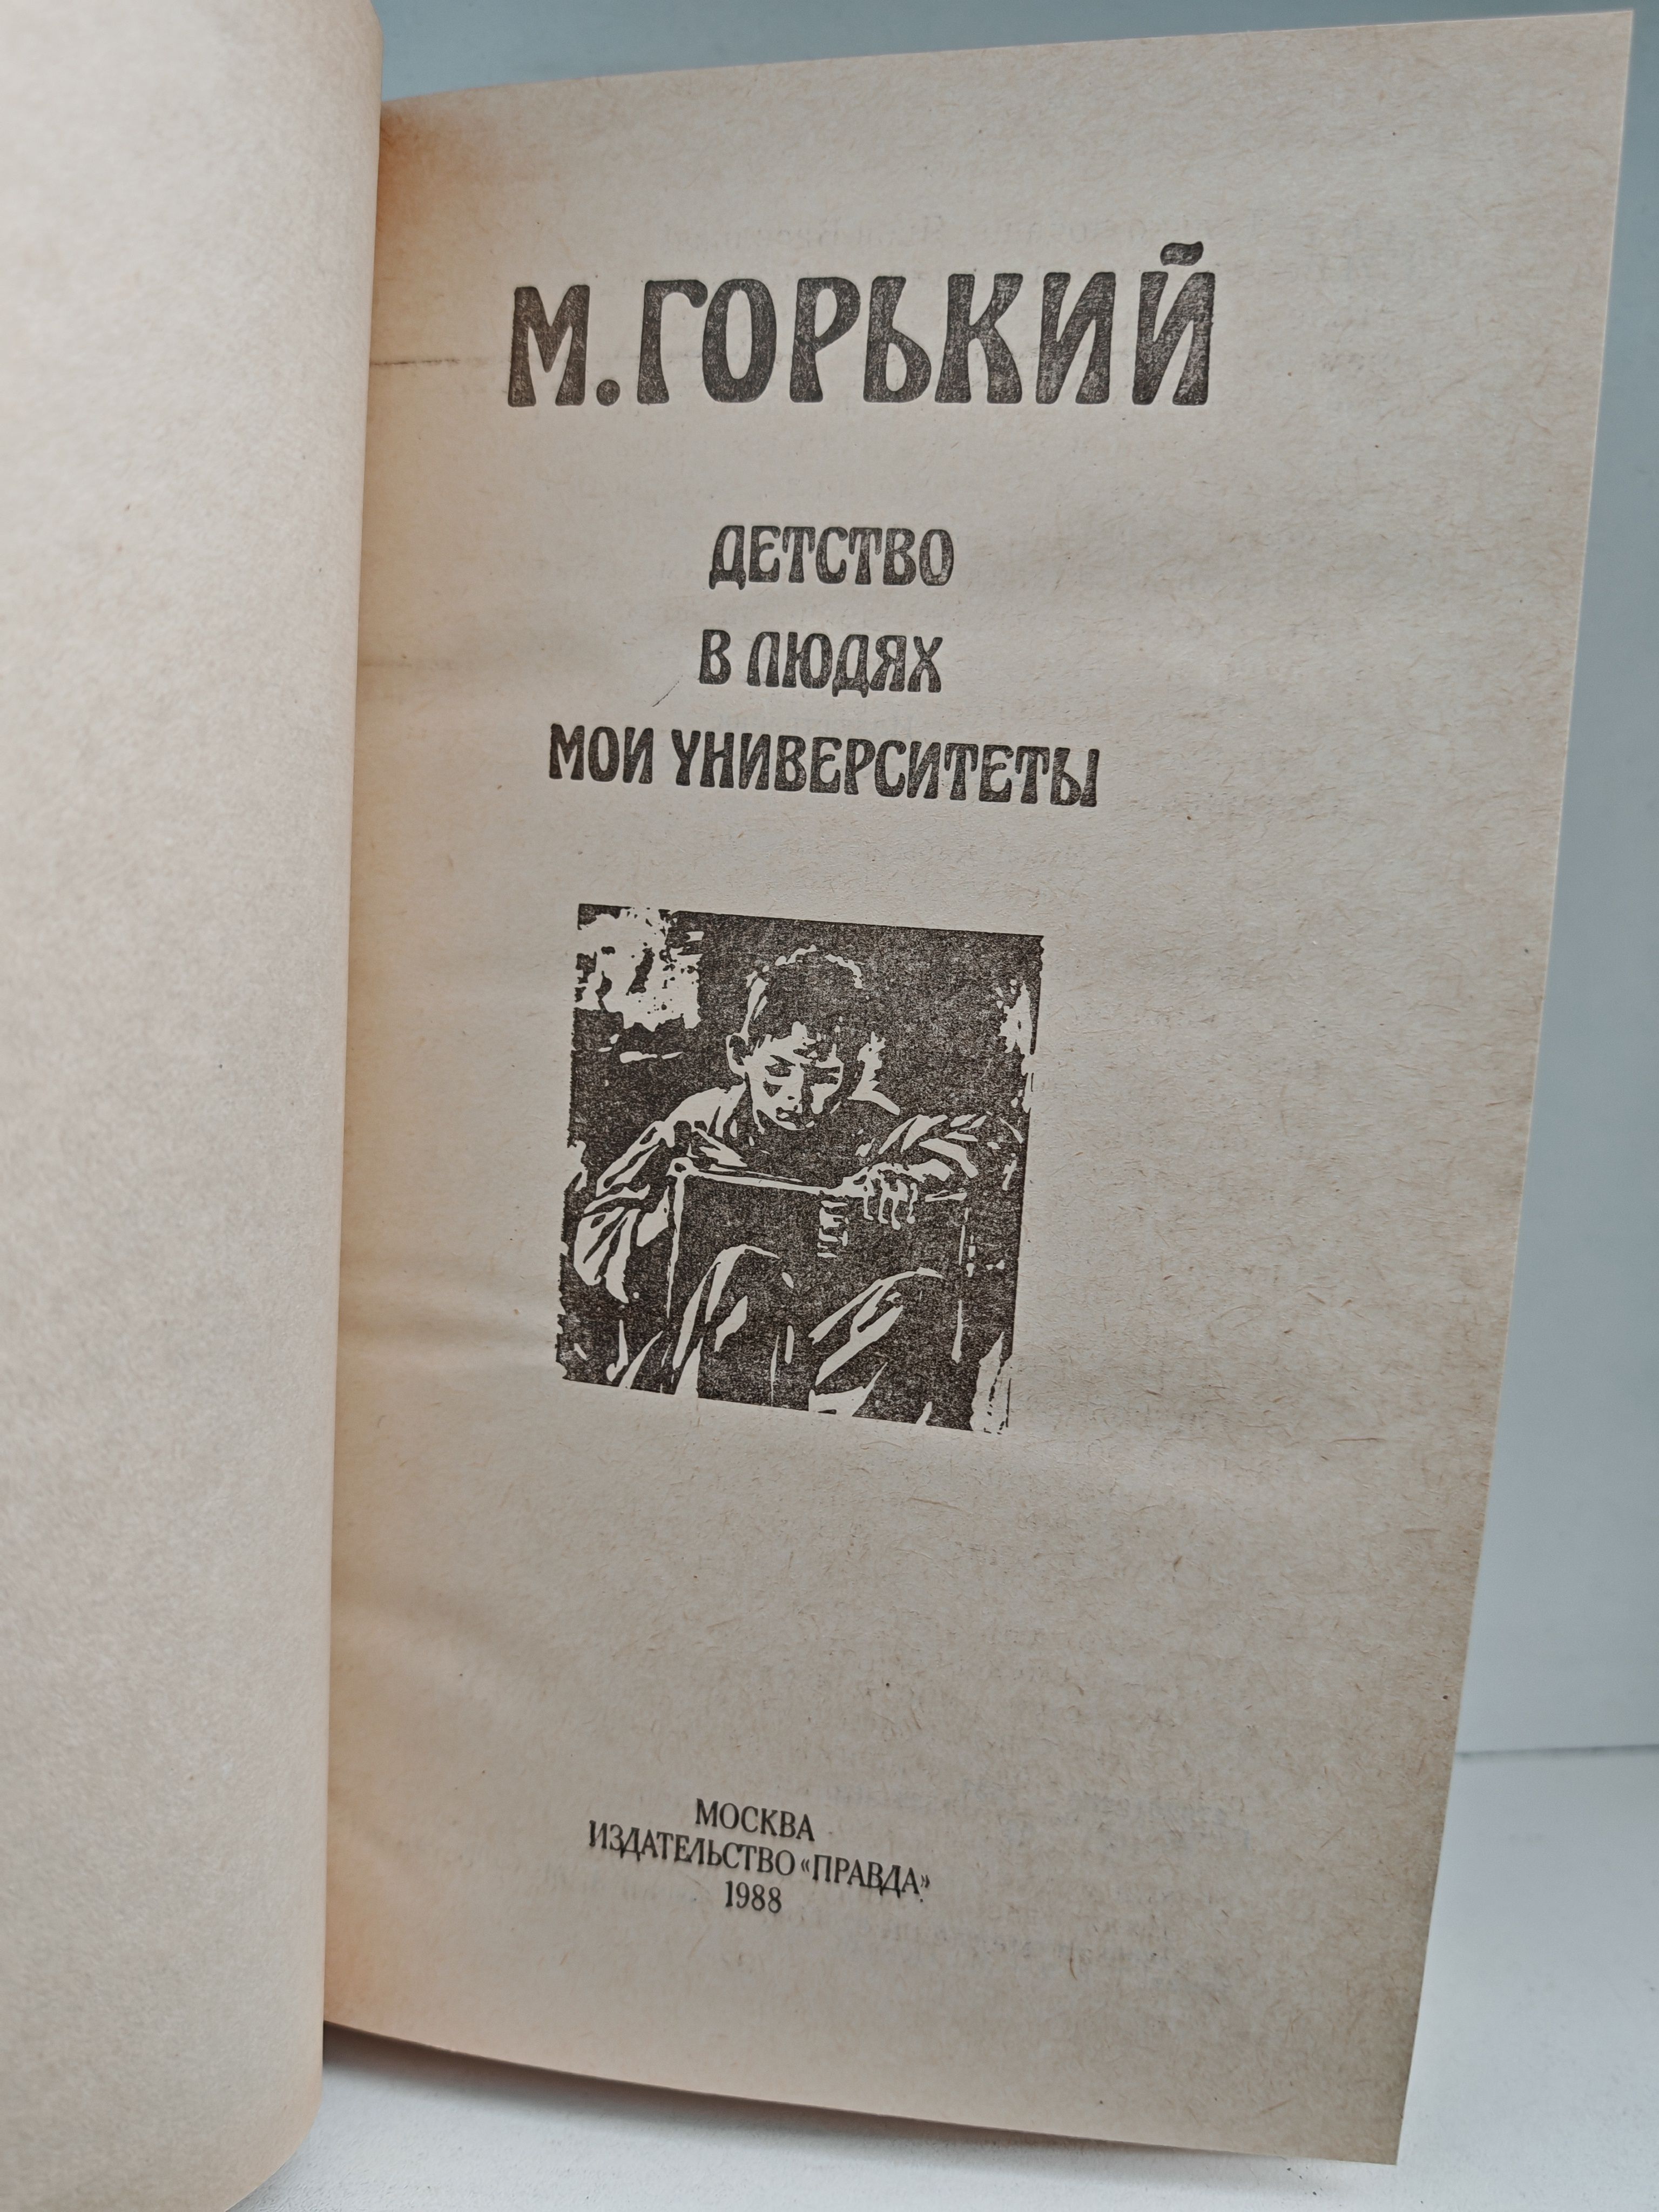 М. ГОРЬКИЙ
ДЕТСТВО
В ЛЮДЯХ
МОИ УНИВЕРСИТЕТЫ
МОСКВА
ИЗДАТЕЛЬСТВО «ПРАВДА»
1988